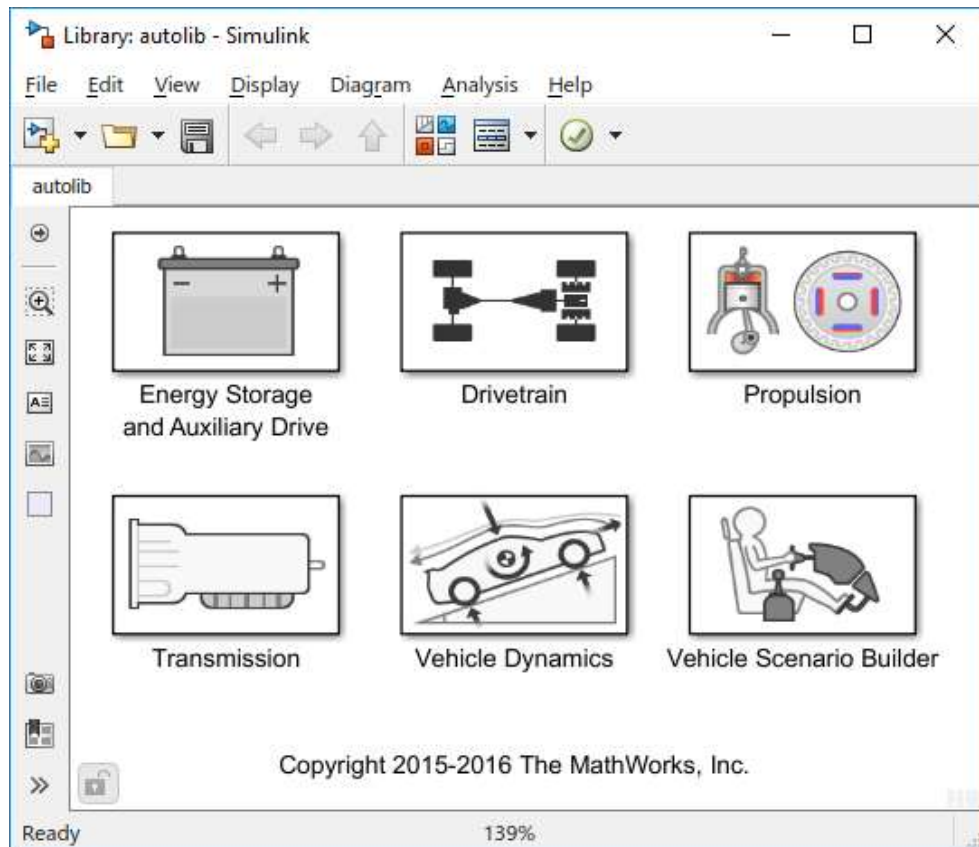 Library: autolib - Simulink
File Edit View Display Diagram Analysis Help
autolib
Energy Storage
and Auxiliary Drive
Drivetrain
Propulsion
Transmission
Vehicle Dynamics
Vehicle Scenario Builder
Copyright 2015-2016 The MathWorks, Inc.
Ready
139%